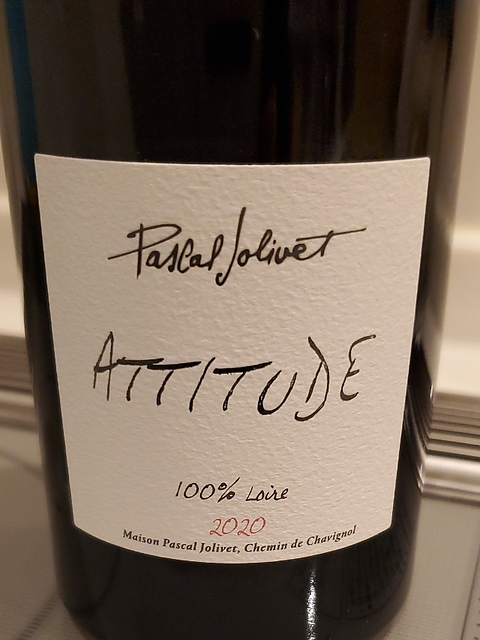 Pascal Jolivet
ATTITUDE
100% Loire
2020
Maison Pascal Jolivet, Chemin de Chavignol